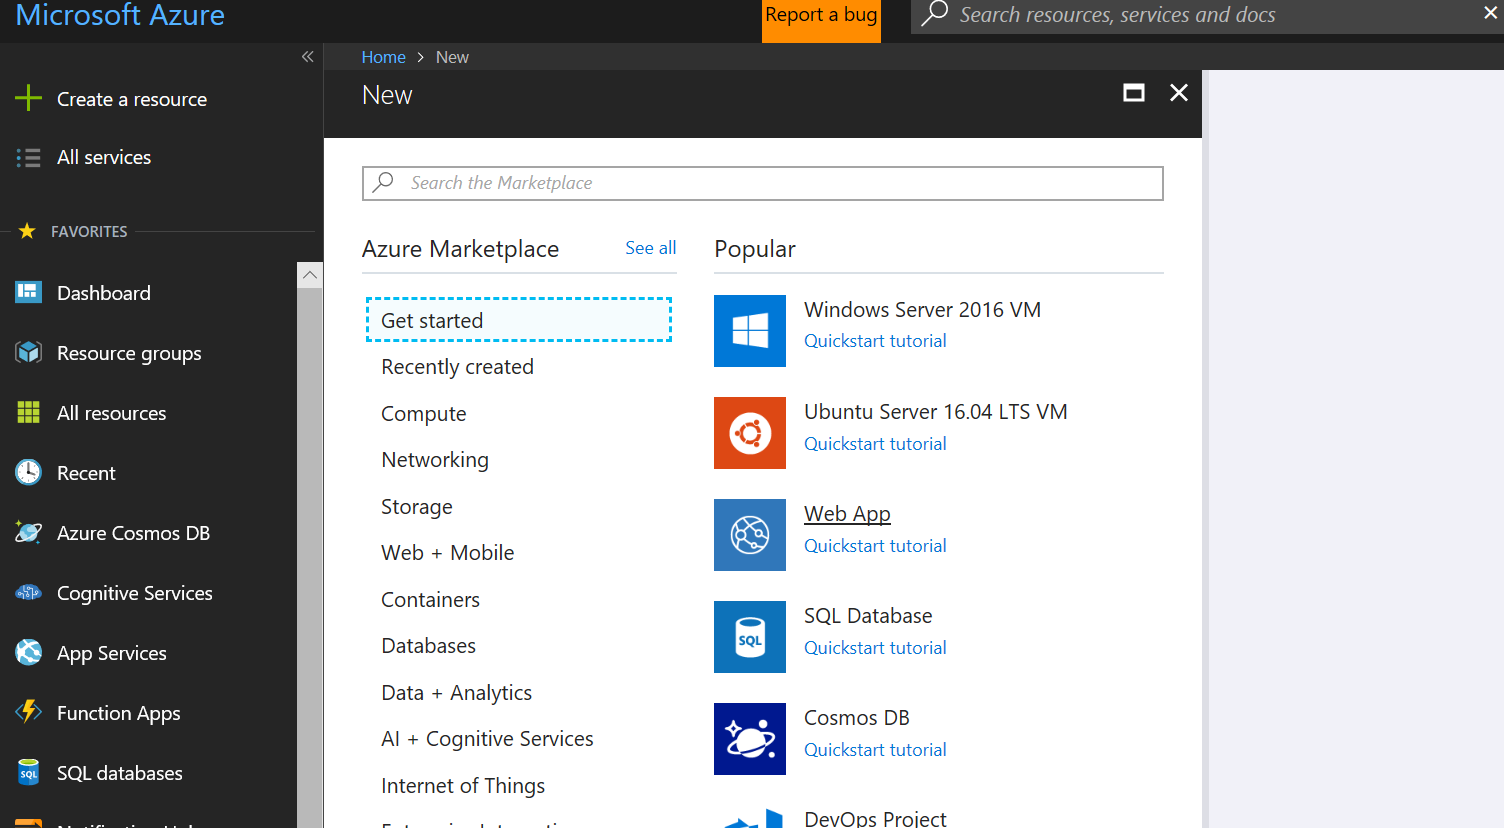 Microsoft Azure
Report a bug
Search resources, services and docs
Home > New
New
Create a resource
All services
FAVORITES
Dashboard
Resource groups
All resources
Recent
Azure Cosmos DB
Cognitive Services
App Services
Function Apps
SQL
SQL databases
Search the Marketplace
Azure Marketplace
See all
Get started
Recently created
Compute
Networking
Storage
Web + Mobile
Containers
Databases
Data + Analytics
AI + Cognitive Services
Internet of Things
Popular
Windows Server 2016 VM
Quickstart tutorial
Ubuntu Server 16.04 LTS VM
Quickstart tutorial
Web App
Quickstart tutorial
SQL
SQL Database
Quickstart tutorial
Cosmos DB
Quickstart tutorial
DevOps Project